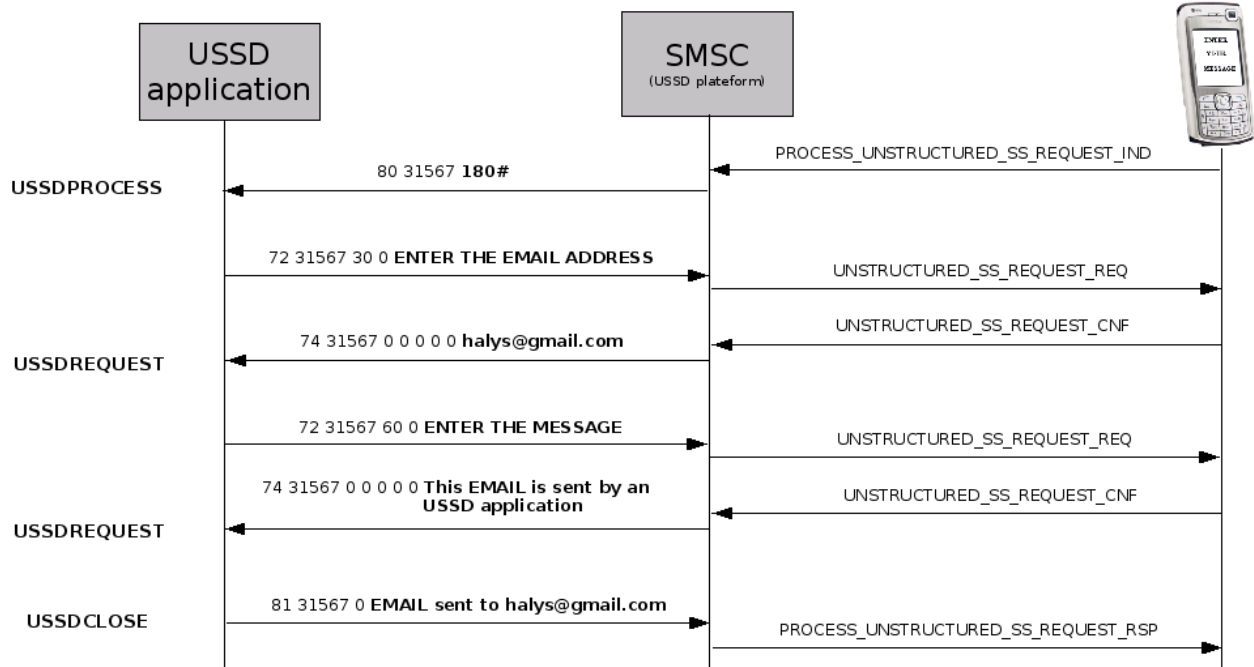 USSD
application
SMSC
(USSD plateform)
ENTER
YOUR
MESSAGE
PROCESS_UNSTRUCTURED_SS_REQUEST_IND
80 31567 180#
USSDPROCESS
72 31567 30 0 ENTER THE EMAIL ADDRESS
UNSTRUCTURED_SS_REQUEST_REQ
UNSTRUCTURED_SS_REQUEST_CNF
74 31567 0 0 0 0 0 halys@gmail.com
USSDREQUEST
72 31567 60 0 ENTER THE MESSAGE
UNSTRUCTURED_SS_REQUEST_REQ
74 31567 0 0 0 0 0 This EMAIL is sent by an
USSD application
UNSTRUCTURED_SS_REQUEST_CNF
USSDREQUEST
81 31567 0 EMAIL sent to halys@gmail.com
USSDCLOSE
PROCESS_UNSTRUCTURED_SS_REQUEST_RSP